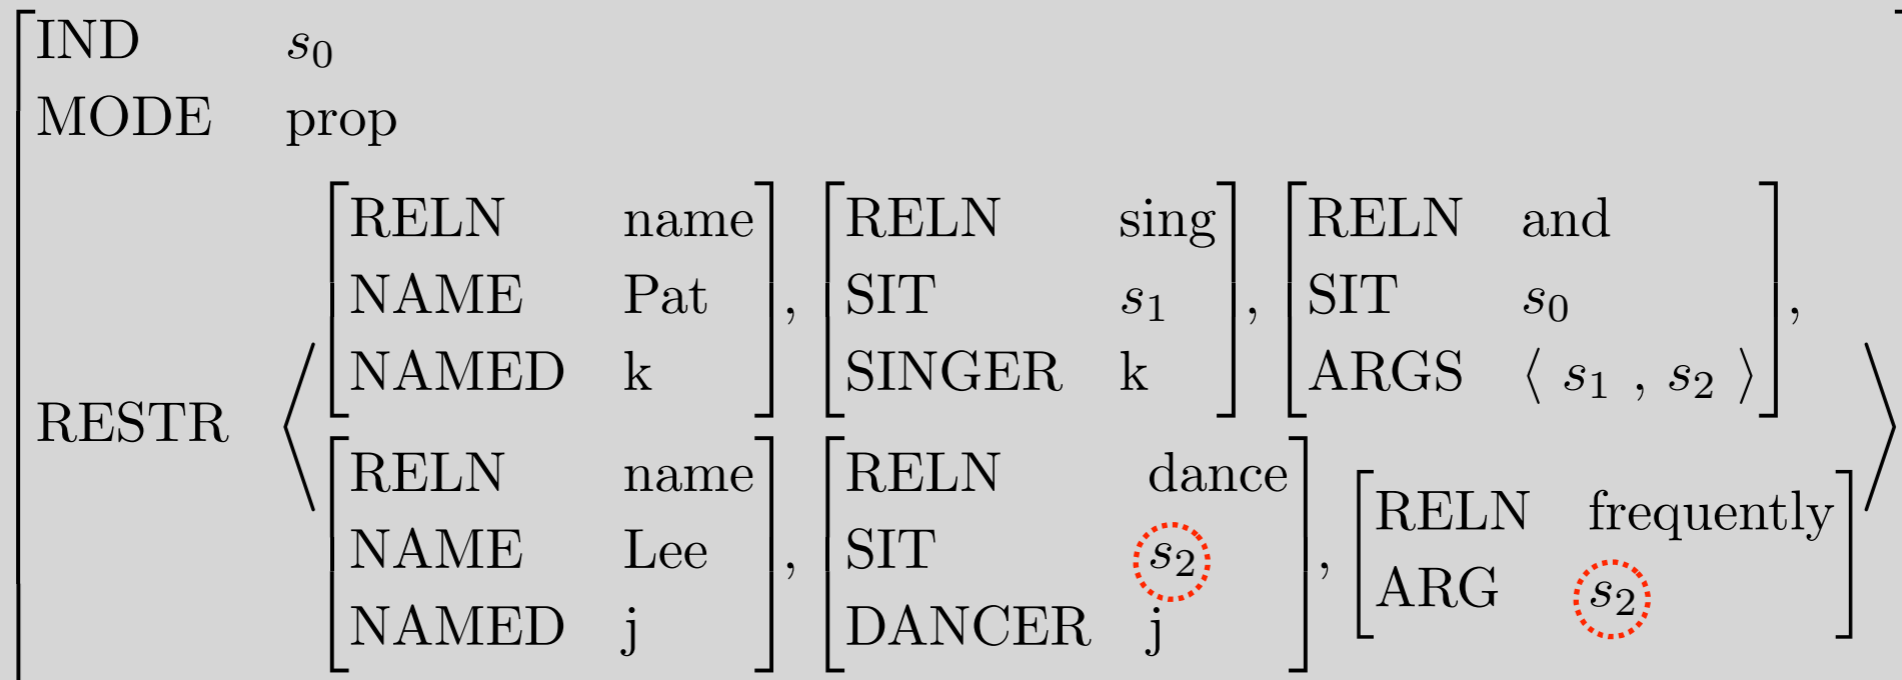 IND s₀
MODE prop
RELN name RELN sing RELN and
NAME Pat , SIT s₁ , SIT s₀ ,
NAMED k SINGER k ARGS ⟨ s₁ , s₂ ⟩
RESTR ⟨ ⟩
RELN name RELN dance RELN frequently
NAME Lee , SIT s₂ , ARG s₂
NAMED j DANCER j